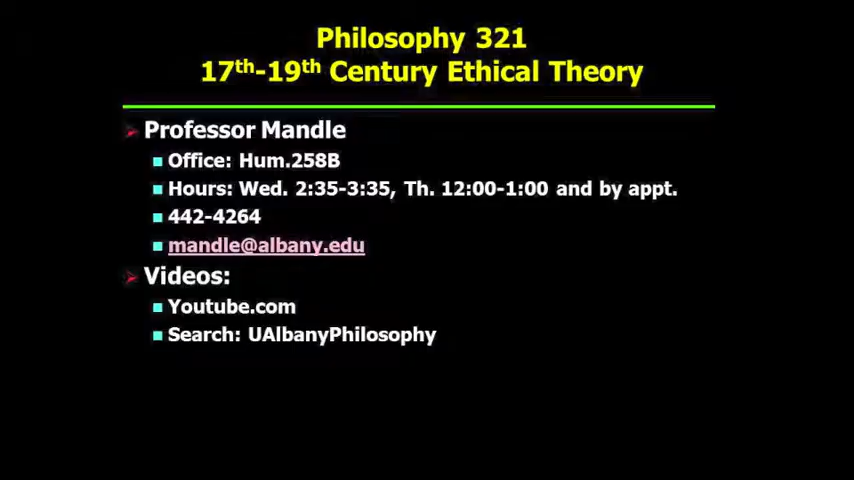 Philosophy 321
17th-19th Century Ethical Theory
Professor Mandle
Office: Hum.258B
Hours: Wed. 2:35-3:35, Th. 12:00-1:00 and by appt.
442-4264
mandle@albany.edu
Videos:
Youtube.com
Search: UAlbanyPhilosophy